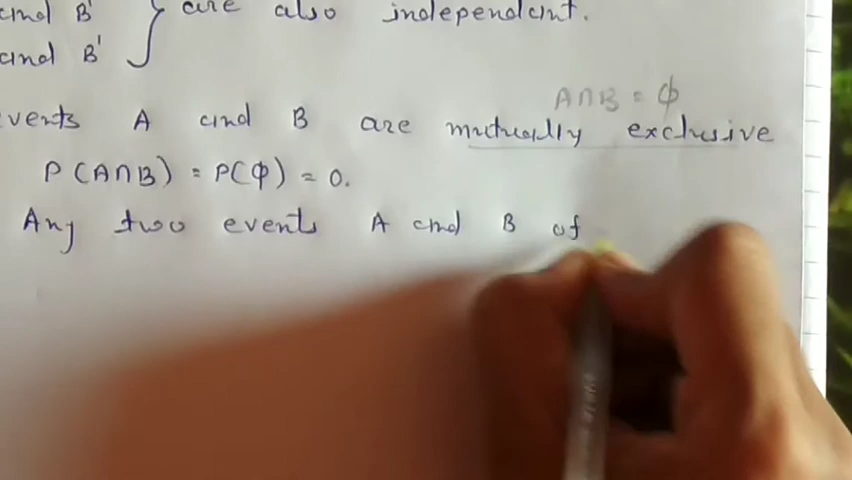 and B' } are also independent.
and B'
A∩B = ϕ
events A and B are mutually exclusive
P(A∩B) = P(ϕ) = 0.
Any two events A and B of